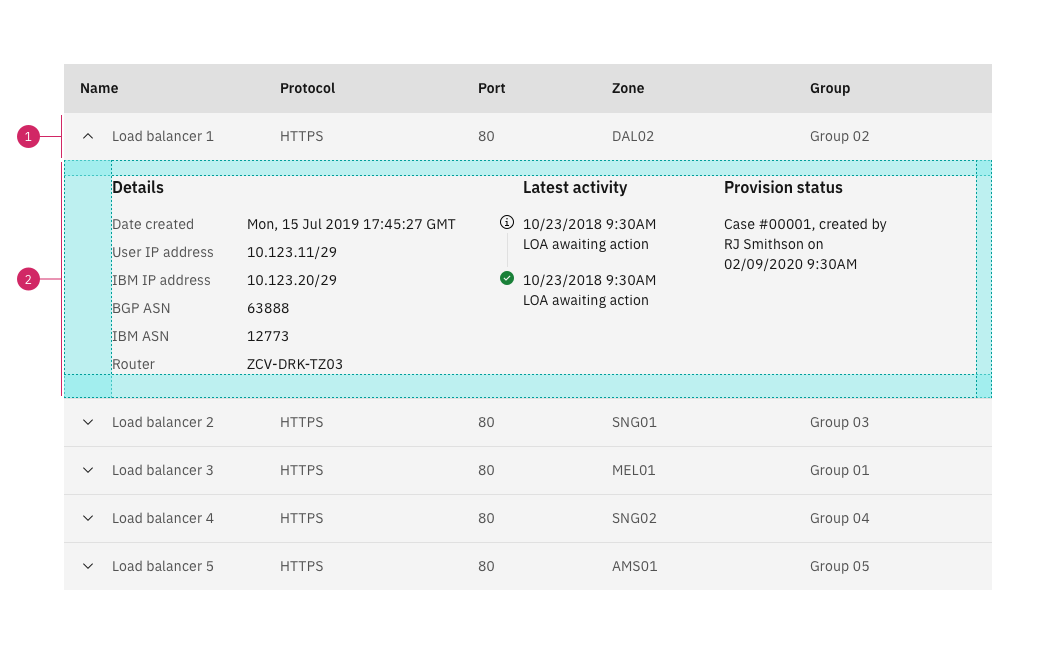 Name Protocol Port Zone Group
1 Load balancer 1 HTTPS 80 DAL02 Group 02
2
Details
Date created Mon, 15 Jul 2019 17:45:27 GMT
User IP address 10.123.11/29
IBM IP address 10.123.20/29
BGP ASN 63888
IBM ASN 12773
Router ZCV-DRK-TZ03
Latest activity
10/23/2018 9:30AM
LOA awaiting action
10/23/2018 9:30AM
LOA awaiting action
Provision status
Case #00001, created by
RJ Smithson on
02/09/2020 9:30AM
Load balancer 2 HTTPS 80 SNG01 Group 03
Load balancer 3 HTTPS 80 MEL01 Group 01
Load balancer 4 HTTPS 80 SNG02 Group 04
Load balancer 5 HTTPS 80 AMS01 Group 05